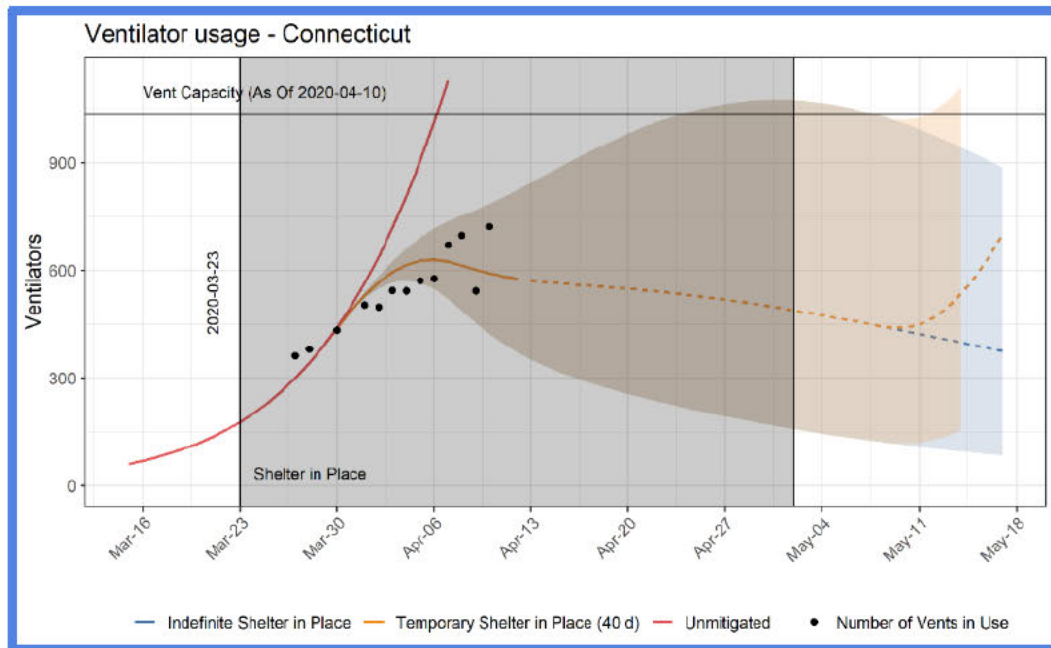 Ventilator usage - Connecticut
Vent Capacity (As Of 2020-04-10)
900
600
300
0
Ventilators
2020-03-23
Shelter in Place
Mar-16 Mar-23 Mar-30 Apr-06 Apr-13 Apr-20 Apr-27 May-04 May-11 May-18
Indefinite Shelter in Place Temporary Shelter in Place (40 d) Unmitigated Number of Vents in Use